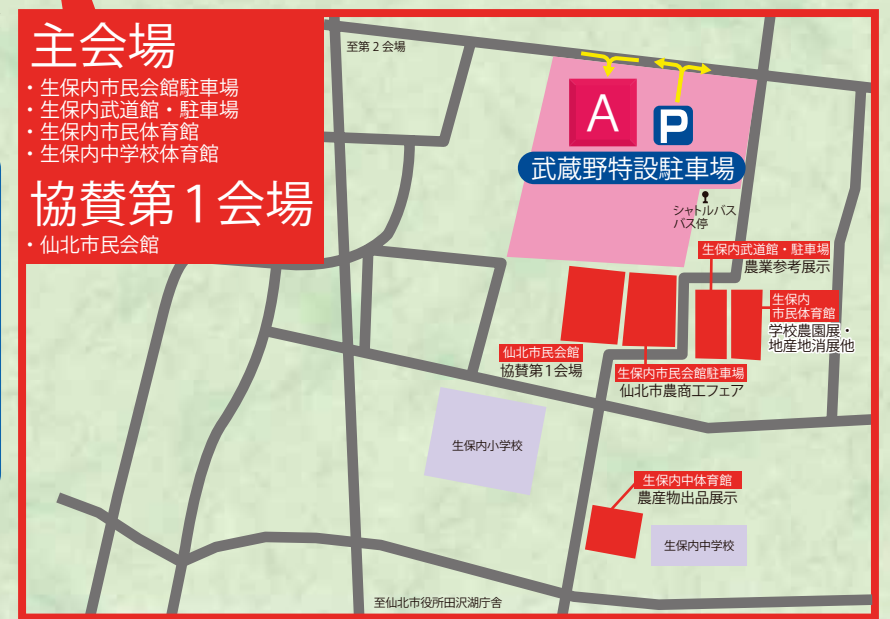 主会場
・生保内市民会館駐車場
・生保内武道館・駐車場
・生保内市民体育館
・生保内中学校体育館
協賛第1会場
・仙北市民会館
至第2会場
A
P
武蔵野特設駐車場
シャトルバス
バス停
生保内武道館・駐車場
農業参考展示
生保内
市民体育館
学校農園展・
地産地消展他
仙北市民会館
協賛第1会場
生保内市民会館駐車場
仙北市農商工フェア
生保内小学校
生保内中体育館
農産物出品展示
生保内中学校
至仙北市役所田沢湖庁舎